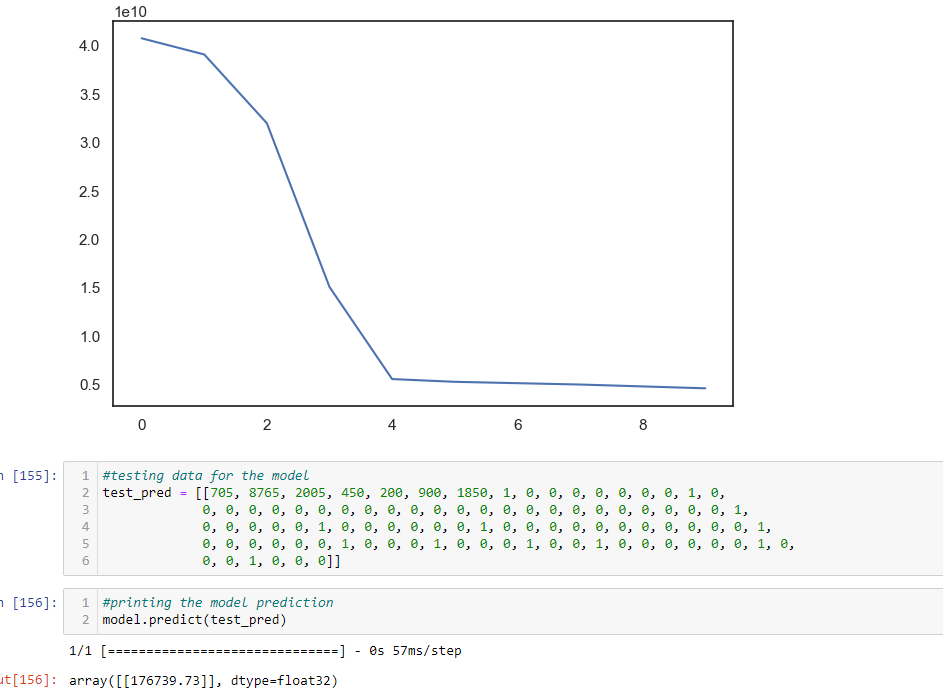 1e10
4.0
3.5
3.0
2.5
2.0
1.5
1.0
0.5
0 2 4 6 8
n [155]:
1 #testing data for the model
2 test_pred = [[705, 8765, 2005, 450, 200, 900, 1850, 1, 0, 0, 0, 0, 0, 0, 0, 1, 0,
3 0, 0, 0, 0, 0, 0, 0, 0, 0, 0, 0, 0, 0, 0, 0, 0, 0, 0, 0, 0, 0, 0, 0, 1,
4 0, 0, 0, 0, 0, 1, 0, 0, 0, 0, 0, 0, 1, 0, 0, 0, 0, 0, 0, 0, 0, 0, 0, 0, 1,
5 0, 0, 0, 0, 0, 0, 1, 0, 0, 0, 1, 0, 0, 0, 1, 0, 0, 1, 0, 0, 0, 0, 0, 0, 1, 0,
6 0, 0, 1, 0, 0, 0]]
n [156]:
1 #printing the model prediction
2 model.predict(test_pred)
1/1 [==============================] - 0s 57ms/step
ut[156]: array([[176739.73]], dtype=float32)